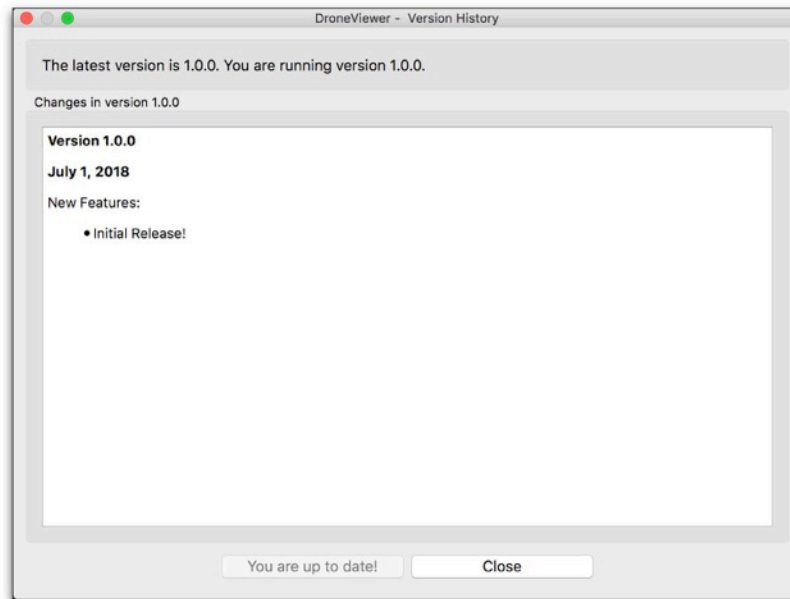 DroneViewer - Version History
The latest version is 1.0.0. You are running version 1.0.0.
Changes in version 1.0.0
Version 1.0.0
July 1, 2018
New Features:
• Initial Release!
You are up to date!
Close